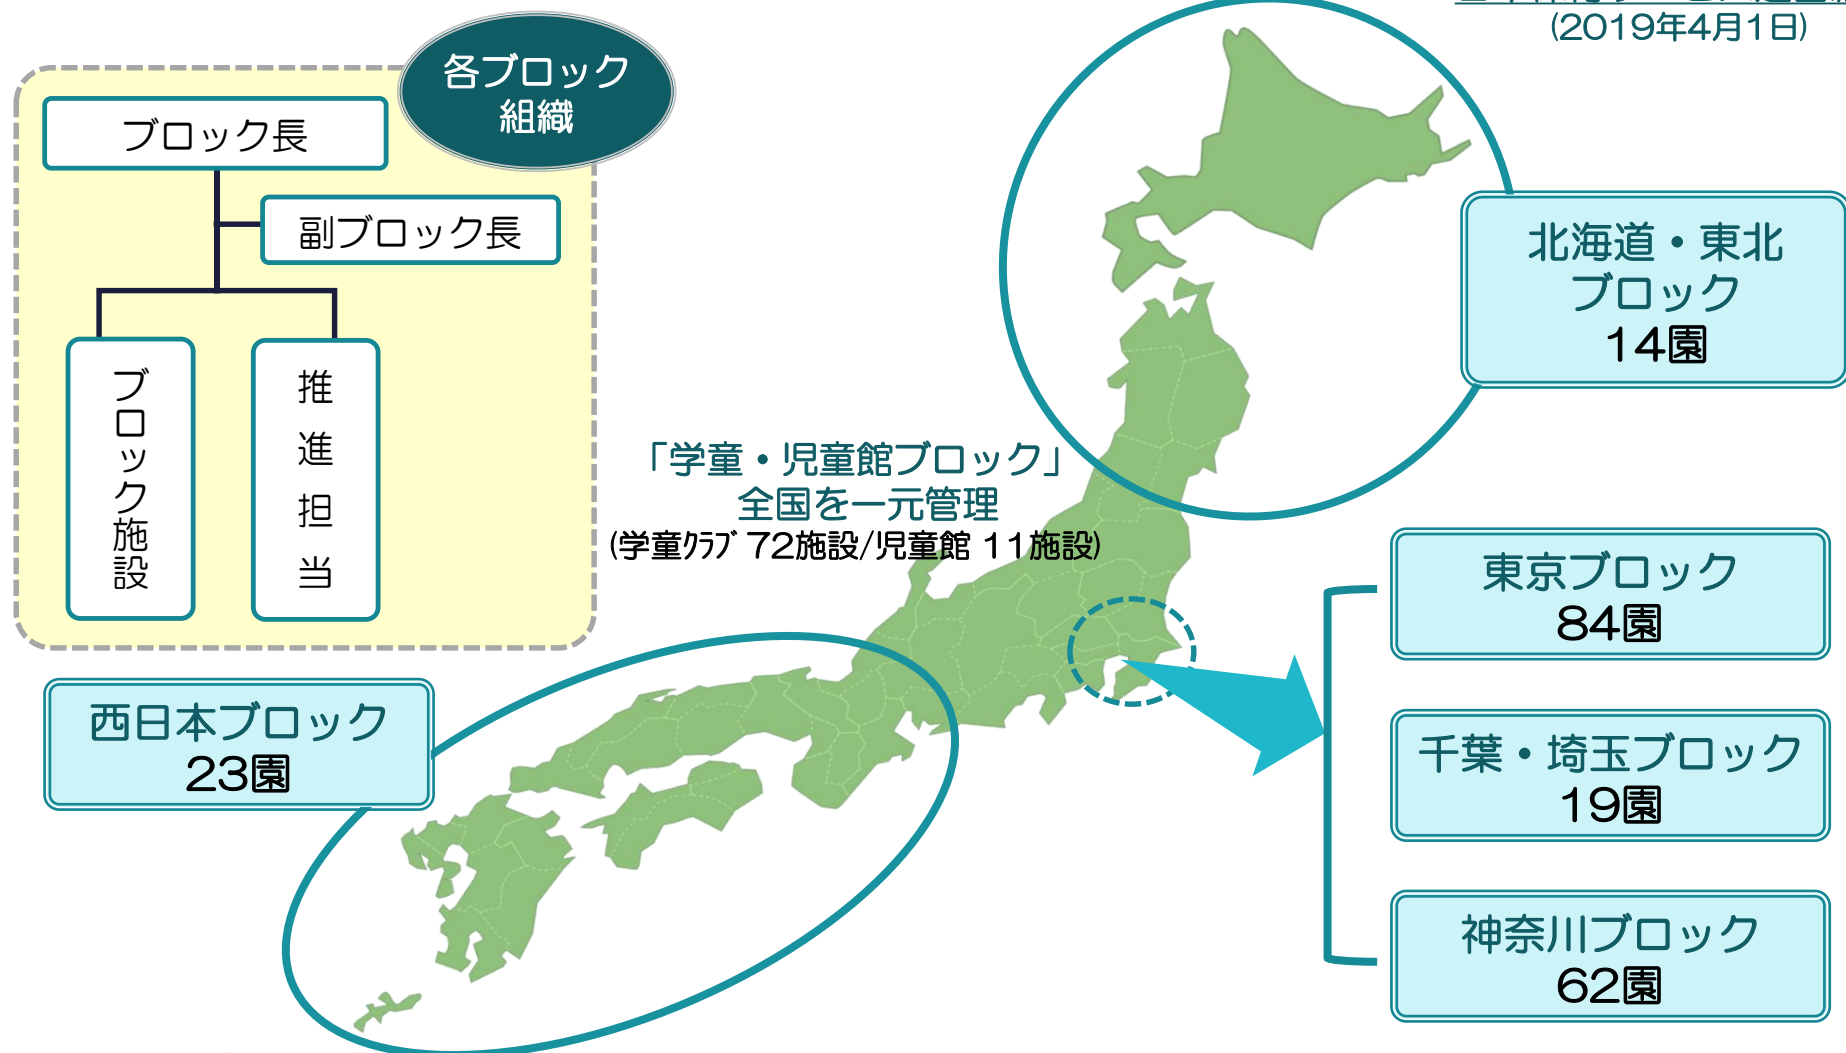 (2019年4月1日)
各ブロック
組織
ブロック長
副ブロック長
ブロック施設
推進担当
北海道・東北
ブロック
14園
「学童・児童館ブロック」
全国を一元管理
(学童ｸﾗﾌﾞ 72施設/児童館 11施設)
東京ブロック
84園
千葉・埼玉ブロック
19園
神奈川ブロック
62園
西日本ブロック
23園